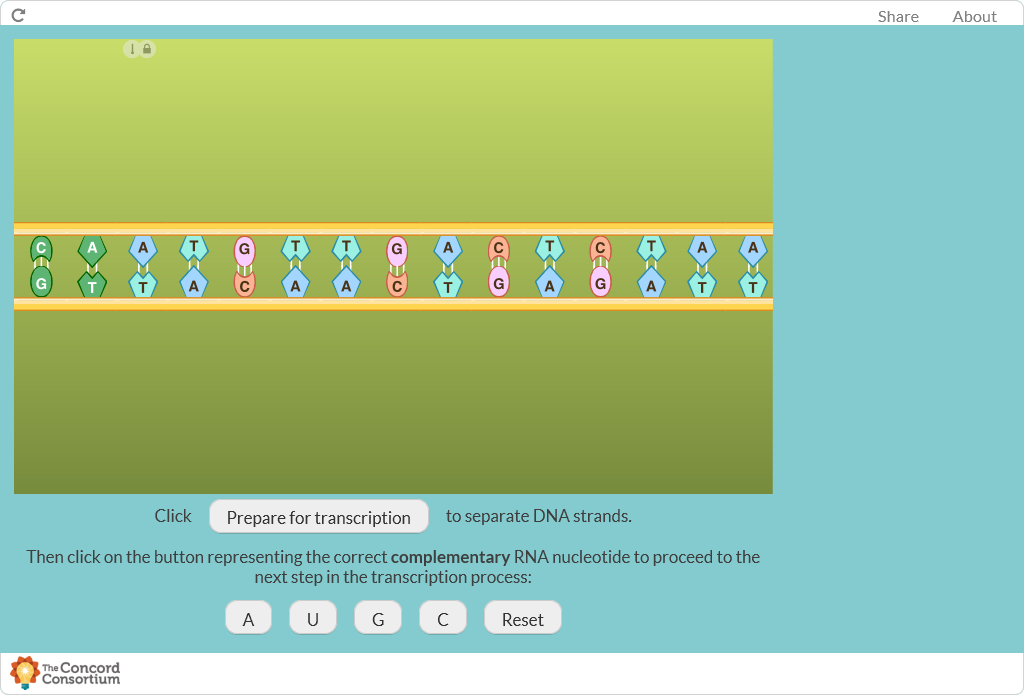 Share About
C A A T G T T G A C T C T A A
G T T A C A A C T G A G A T T
Click Prepare for transcription to separate DNA strands.
Then click on the button representing the correct complementary RNA nucleotide to proceed to the
next step in the transcription process:
A U G C Reset
The Concord
Consortium